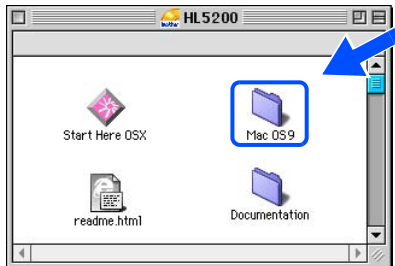 HL5200
Start Here OSX
Mac OS9
readme.html
Documentation